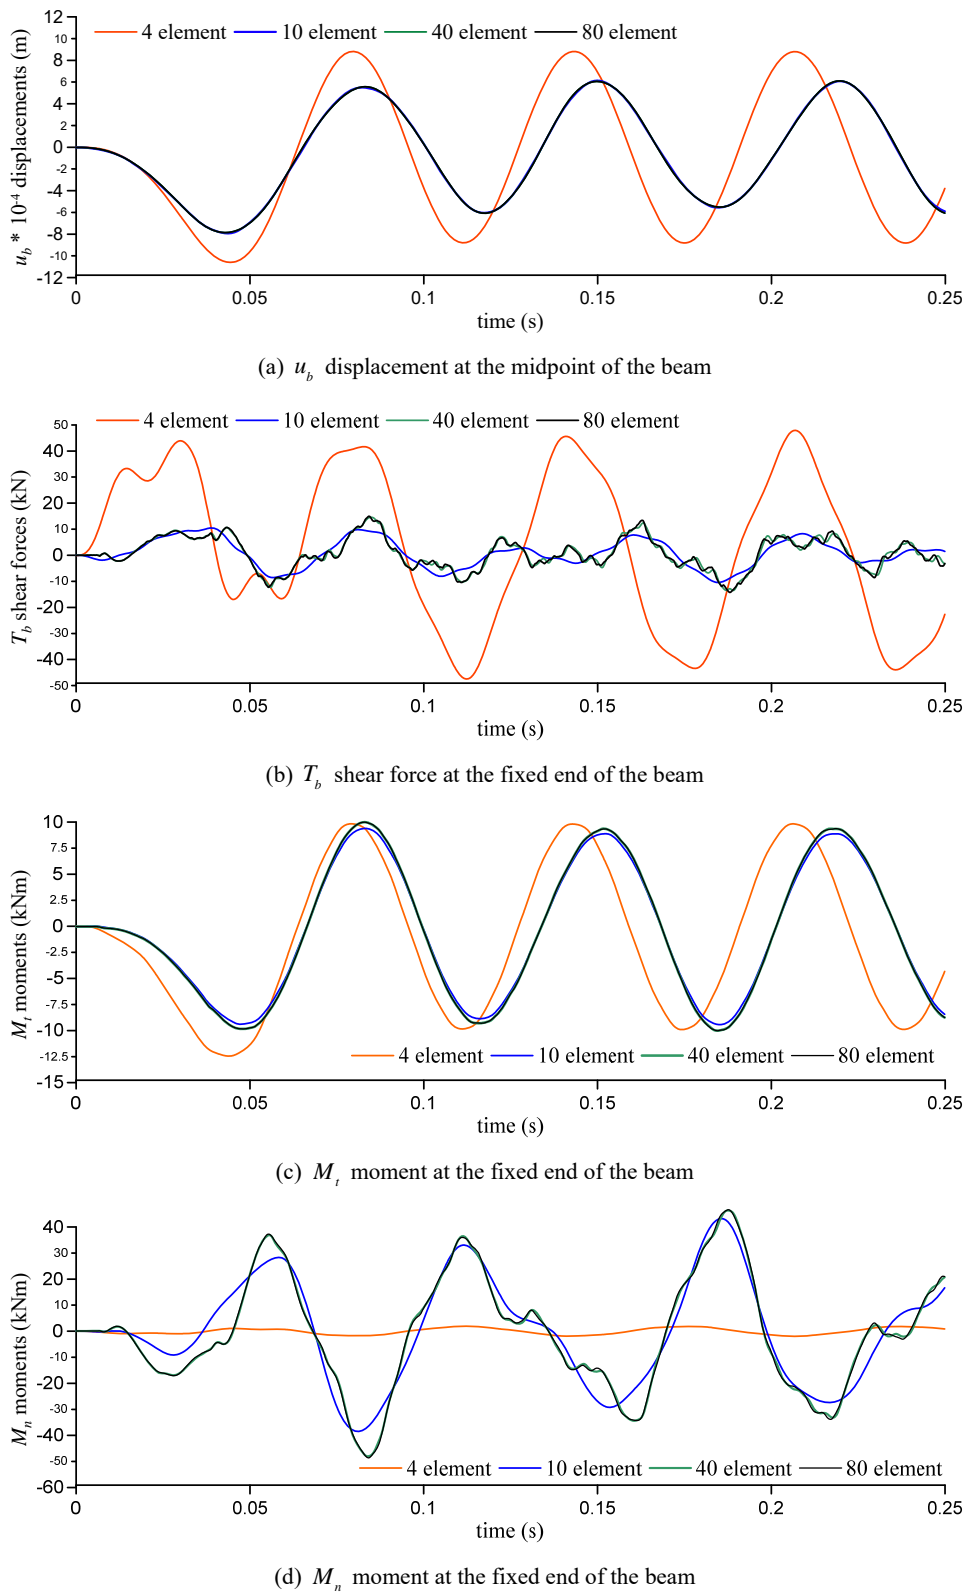 4 element 10 element 40 element 80 element
12
10
8
6
4
2
0
-2
-4
-6
-8
-10
-12
u_b * 10^-4 displacements (m)
0 0.05 0.1 0.15 0.2 0.25
time (s)
(a) u_b displacement at the midpoint of the beam
4 element 10 element 40 element 80 element
50
40
30
20
10
0
-10
-20
-30
-40
-50
T_b shear forces (kN)
0 0.05 0.1 0.15 0.2 0.25
time (s)
(b) T_b shear force at the fixed end of the beam
10
7.5
5
2.5
0
-2.5
-5
-7.5
-10
-12.5
-15
M_t moments (kNm)
4 element 10 element 40 element 80 element
0 0.05 0.1 0.15 0.2 0.25
time (s)
(c) M_t moment at the fixed end of the beam
40
30
20
10
0
-10
-20
-30
-40
-50
-60
M_n moments (kNm)
4 element 10 element 40 element 80 element
0 0.05 0.1 0.15 0.2 0.25
time (s)
(d) M_n moment at the fixed end of the beam